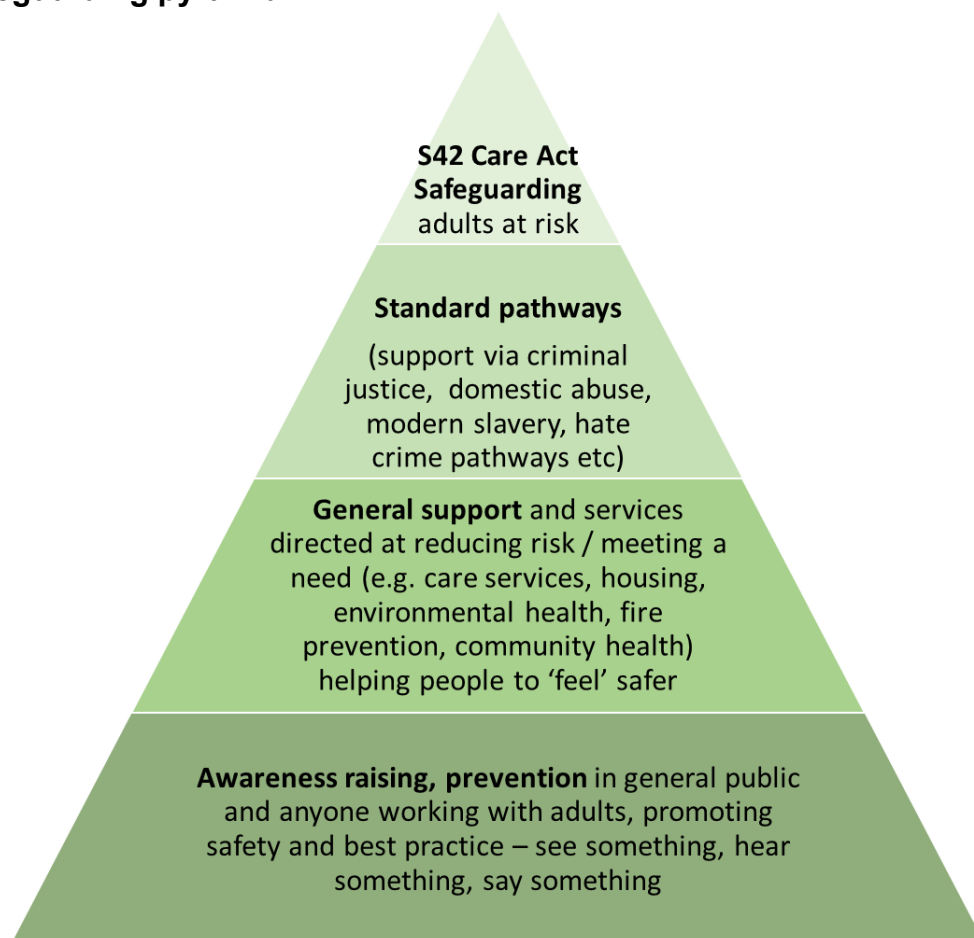 S42 Care Act
Safeguarding
adults at risk
Standard pathways
(support via criminal
justice, domestic abuse,
modern slavery, hate
crime pathways etc)
General support and services
directed at reducing risk / meeting a
need (e.g. care services, housing,
environmental health, fire
prevention, community health)
helping people to ‘feel’ safer
Awareness raising, prevention in general public
and anyone working with adults, promoting
safety and best practice – see something, hear
something, say something